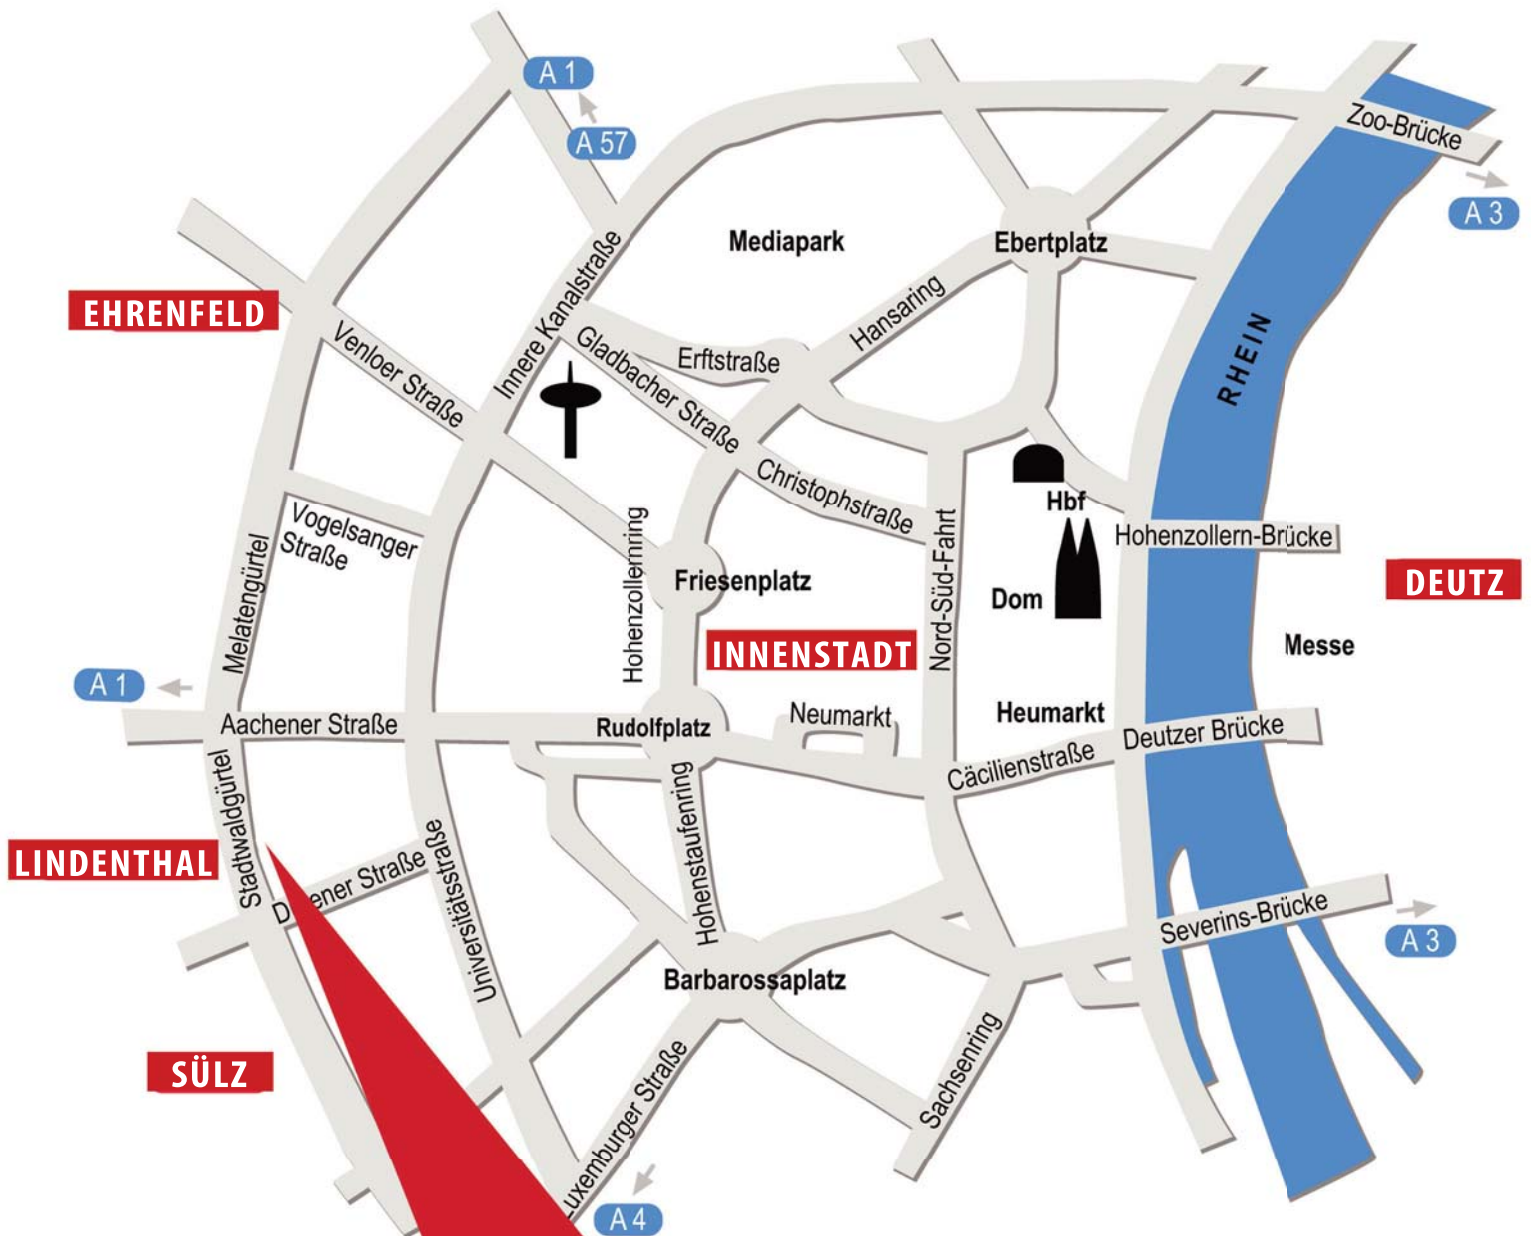 A 1
A 57
Zoo-Brücke
A 3
Mediapark
Ebertplatz
EHRENFELD
Venloer Straße
Innere Kanalstraße
Gladbacher Straße
Erftstraße
Hansaring
RHEIN
Christophstraße
Hbf
Hohenzollern-Brücke
Vogelsanger
Straße
Melatengürtel
Hohenzollernring
Friesenplatz
Nord-Süd-Fahrt
Dom
DEUTZ
INNENSTADT
Messe
A 1
Aachener Straße
Rudolfplatz
Neumarkt
Heumarkt
Cäcilienstraße
Deutzer Brücke
Stadtwaldgürtel
LINDENTHAL
Universitätsstraße
Hohenstaufenring
Severins-Brücke
A 3
Barbarossaplatz
SÜLZ
Sachsenring
Luxemburger Straße
A 4